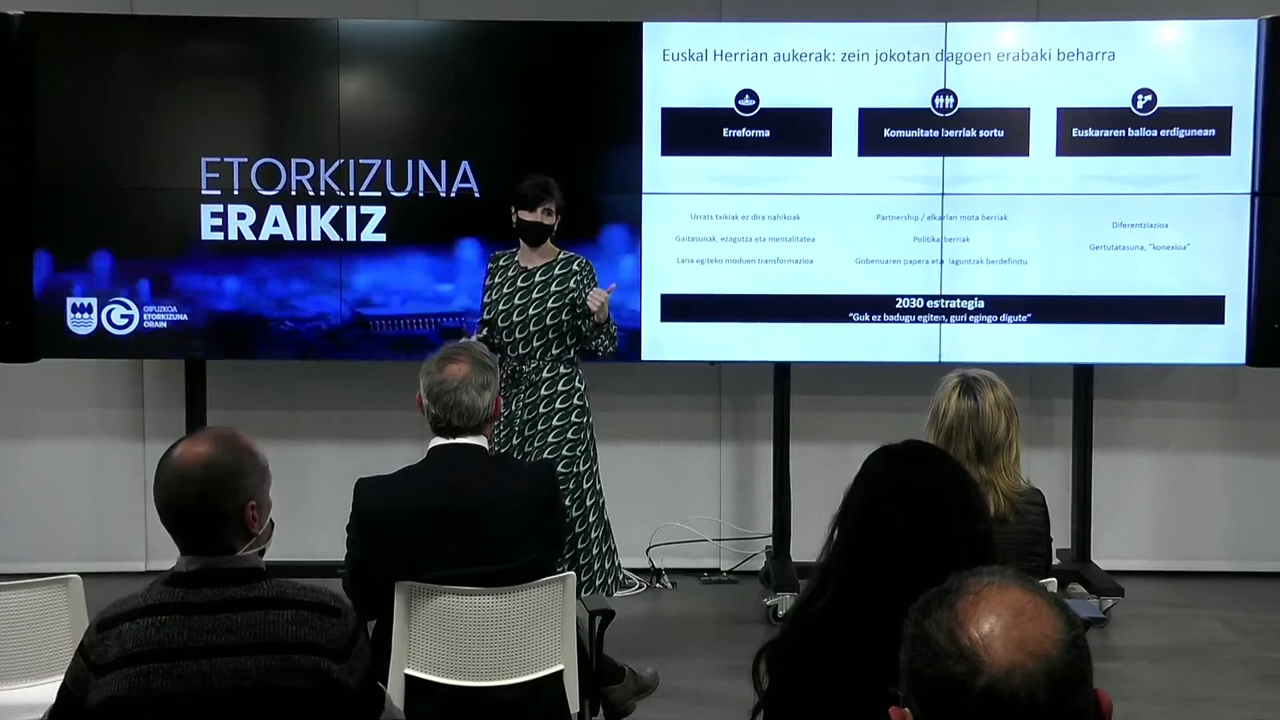 ETORKIZUNA
ERAIKIZ
GIPUZKOA
ETORKIZUNA
ORAIN
Euskal Herrian aukerak: zein jokotan dagoen erabaki beharra
Erreforma
Urrats txikiak ez dira nahikoak
Gaitasunak, ezagutza eta mentalitatea
Lana egiteko moduen transformazioa
Komunitate berriak sortu
Partnership / elkarlan mota berriak
Politika berriak
Gobenuaren papera eta laguntzak berdefinitu
Euskararen balioa erdigunean
Diferentziazioa
Gertutatasuna, "konexioa"
2030 estrategia
"Guk ez badugu egiten, guri egingo digute"